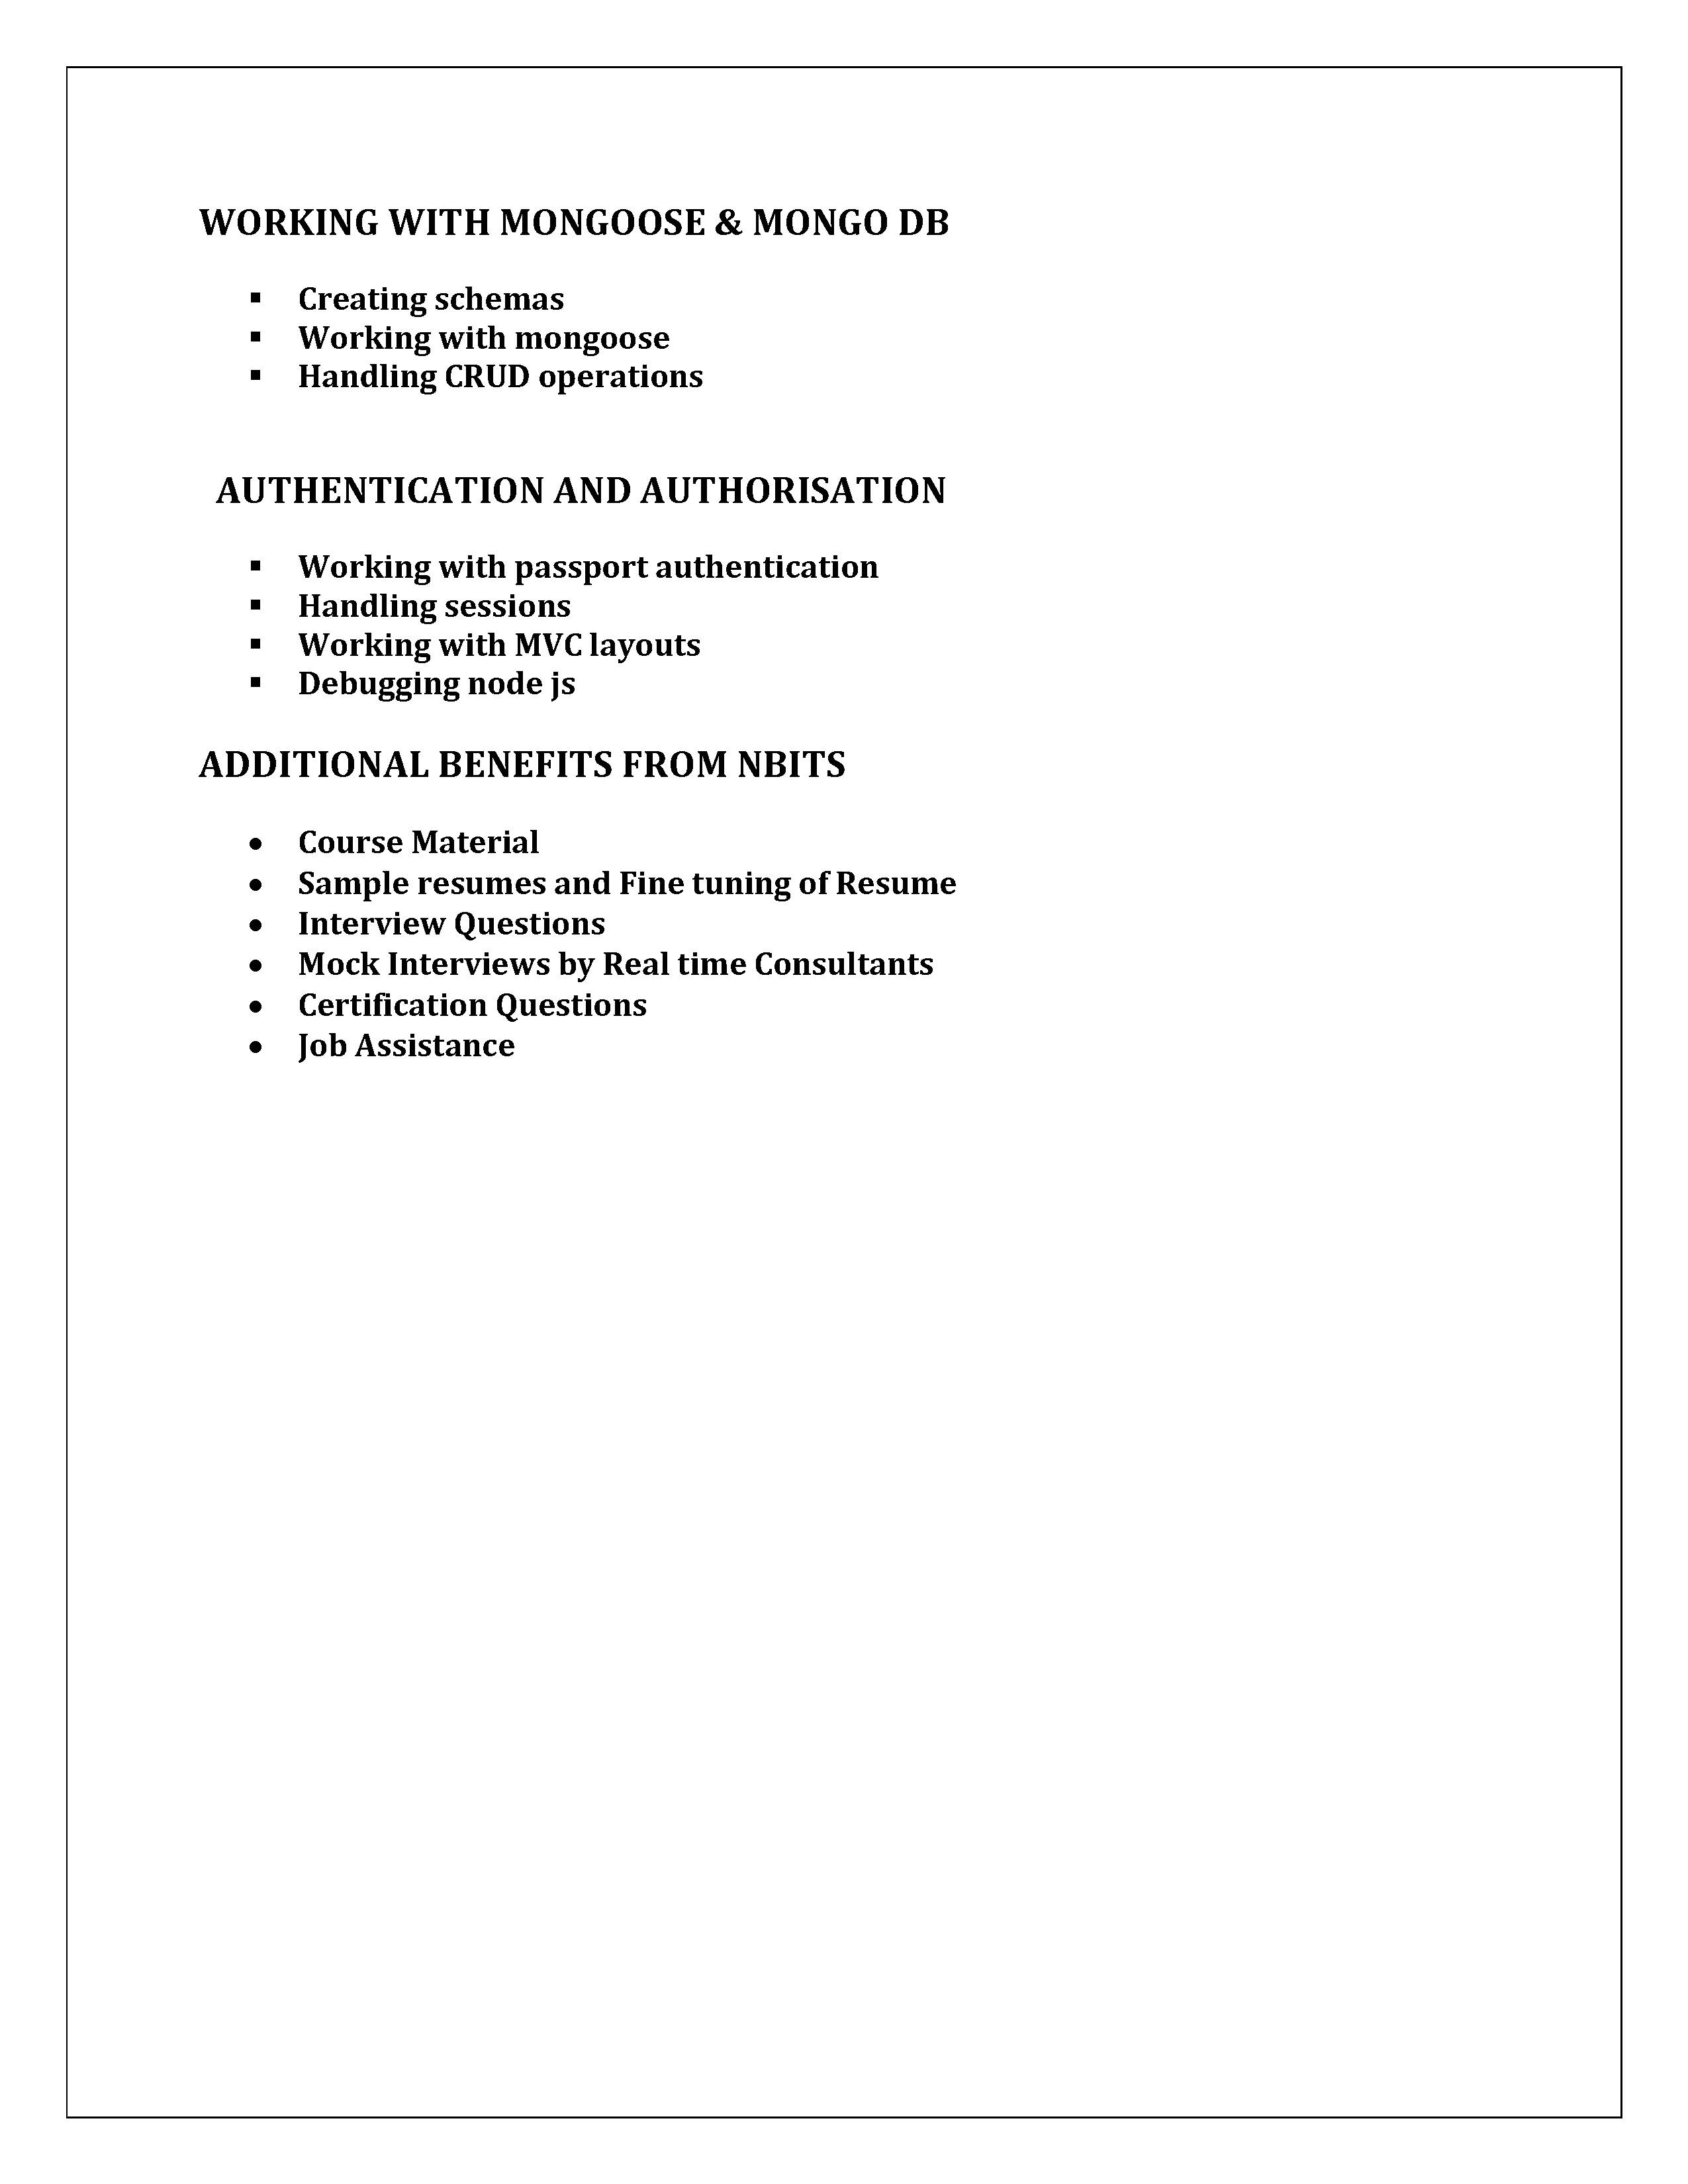 WORKING WITH MONGOOSE & MONGO DB
▪ Creating schemas
▪ Working with mongoose
▪ Handling CRUD operations
AUTHENTICATION AND AUTHORISATION
▪ Working with passport authentication
▪ Handling sessions
▪ Working with MVC layouts
▪ Debugging node js
ADDITIONAL BENEFITS FROM NBITS
• Course Material
• Sample resumes and Fine tuning of Resume
• Interview Questions
• Mock Interviews by Real time Consultants
• Certification Questions
• Job Assistance